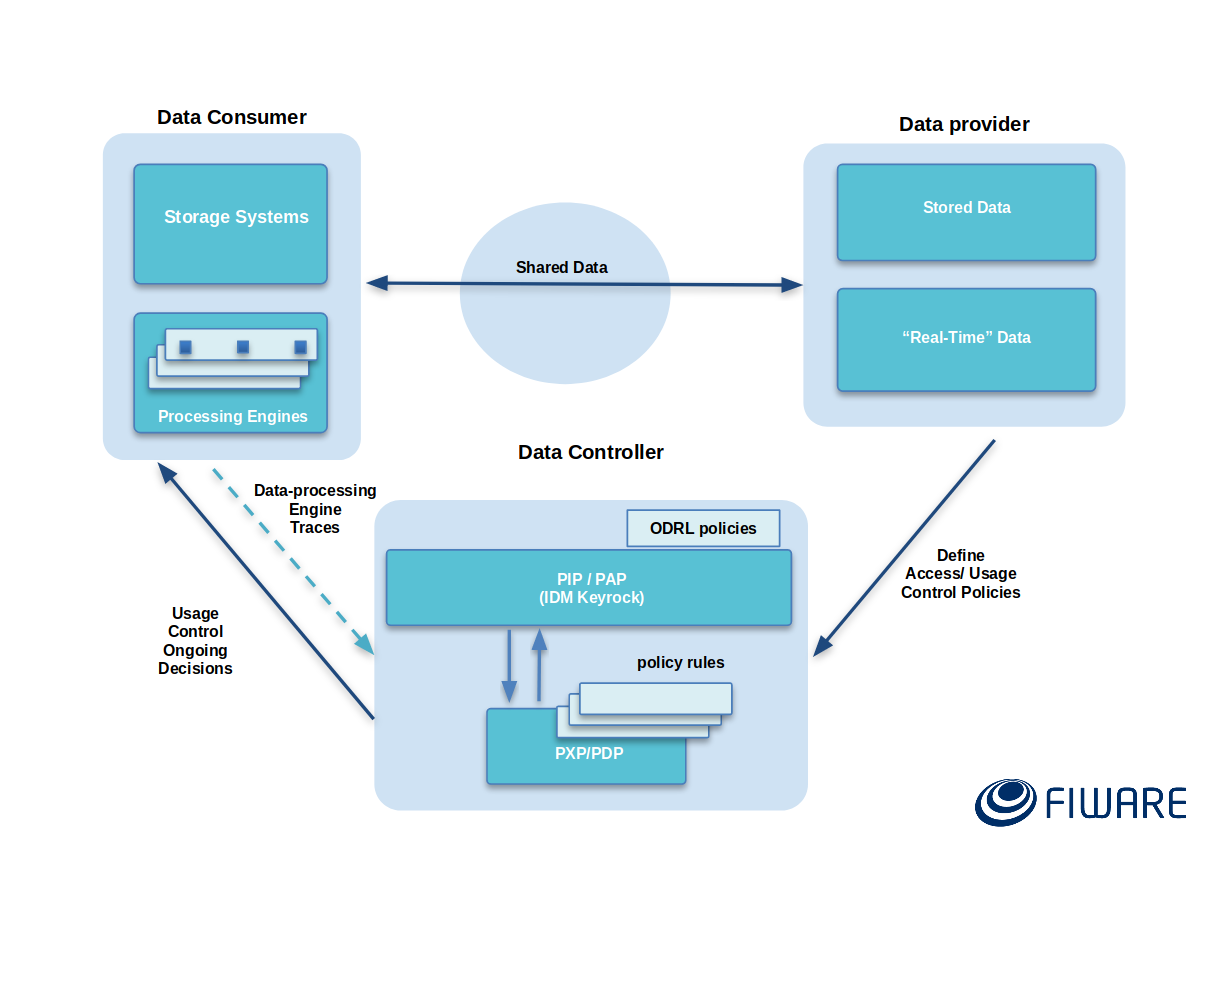 Data Consumer
Data provider
Storage Systems
Stored Data
Shared Data
“Real-Time” Data
Processing Engines
Data Controller
Data-processing
Engine
Traces
ODRL policies
Define
Access/ Usage
Control Policies
PIP / PAP
(IDM Keyrock)
Usage
Control
Ongoing
Decisions
policy rules
PXP/PDP
FIWARE